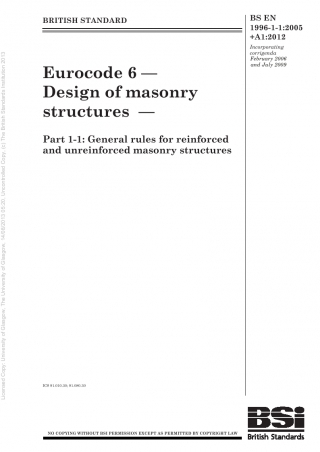 BRITISH STANDARD
BS EN
1996-1-1:2005
+A1:2012
Incorporating
corrigenda
February 2006
and July 2009
Eurocode 6 —
Design of masonry
structures —
Part 1-1: General rules for reinforced
and unreinforced masonry structures
NO COPYING WITHOUT BSI PERMISSION EXCEPT AS PERMITTED BY COPYRIGHT LAW
BSi
British Standards